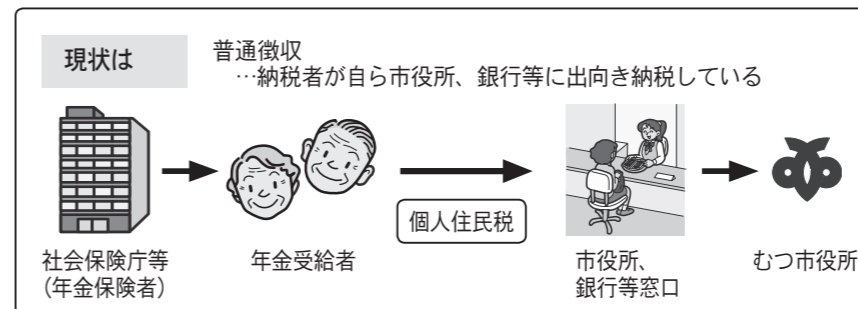 現状は
普通徴収
…納税者が自ら市役所、銀行等に出向き納税している
個人住民税
社会保険庁等
（年金保険者）
年金受給者
市役所、
銀行等窓口
むつ市役所